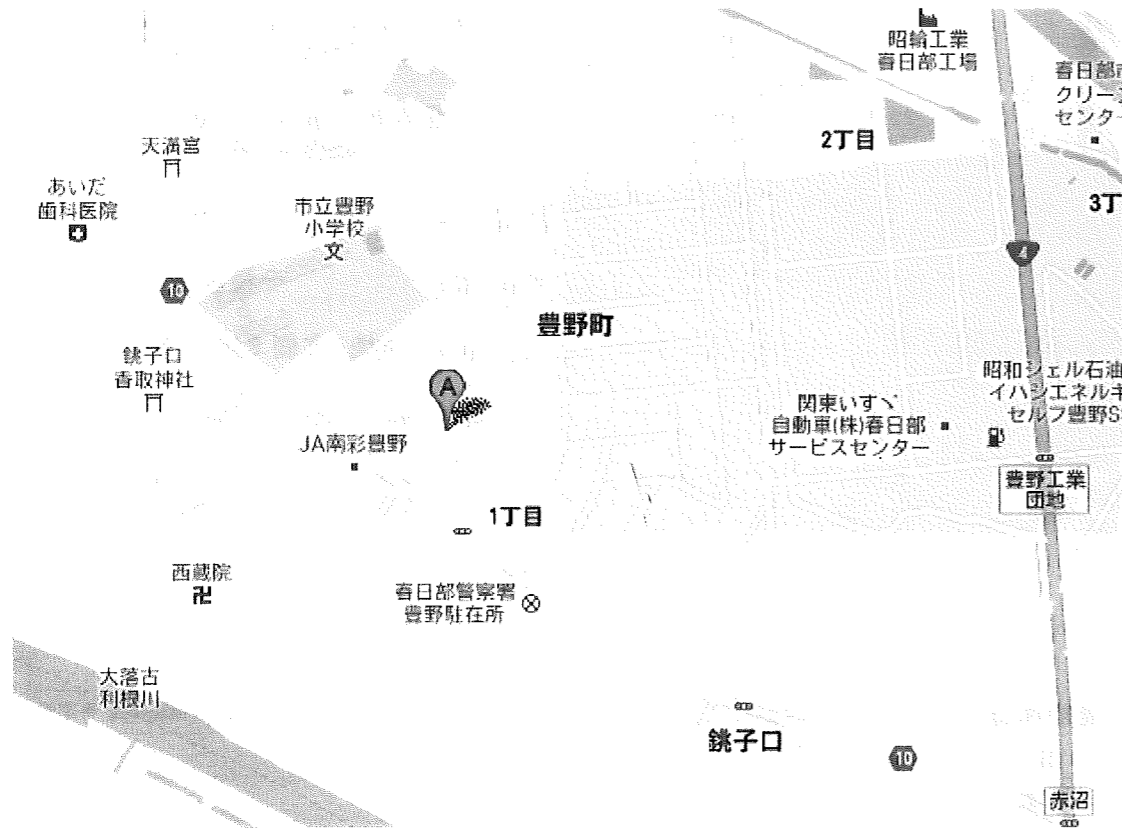 昭輪工業
春日部工場
春日部市
クリーン
センター
2丁目
天満宮
あいだ
歯科医院
市立豊野
小学校
文
3丁
4
10
豊野町
銚子口
香取神社
A
昭和シェル石油
イハシエネルギ
セルフ豊野S
関東いすゞ
自動車(株)春日部
サービスセンター
JA南彩豊野
豊野工業
団地
1丁目
西蔵院
卍
春日部警察署
豊野駐在所
大落古
利根川
銚子口
10
赤沼